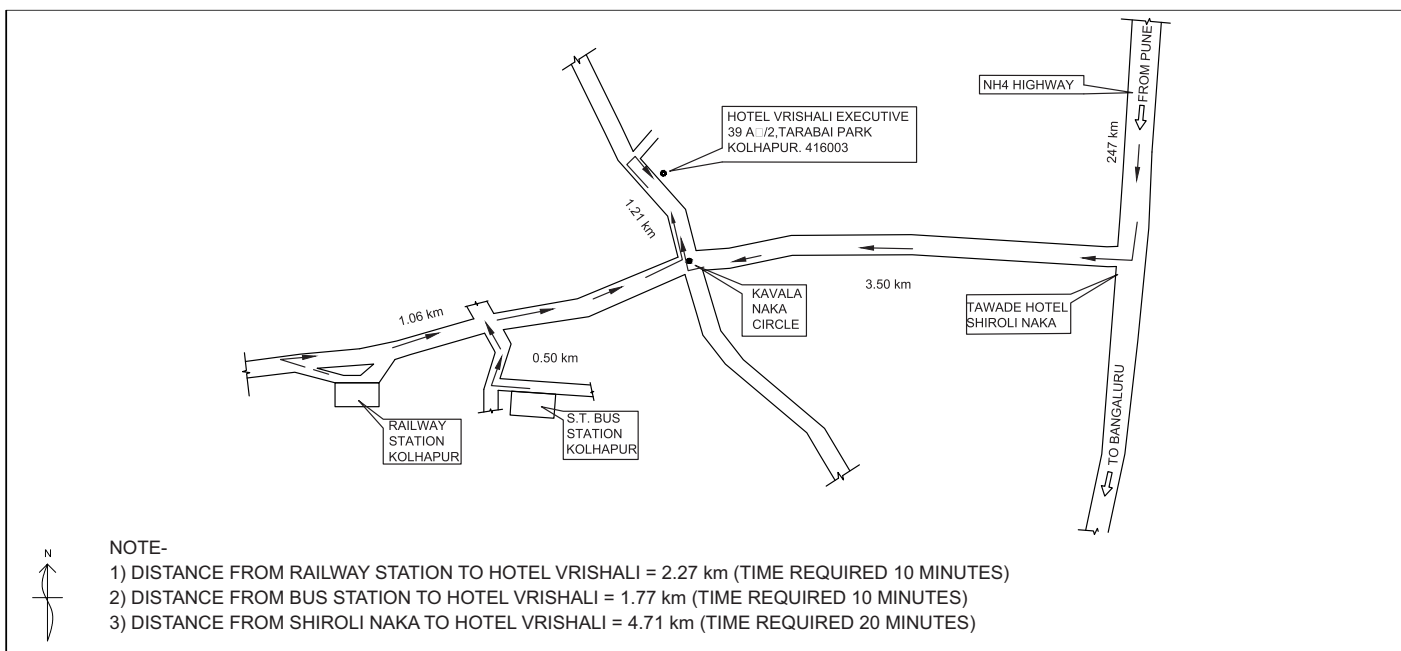 FROM PUNE
NH4 HIGHWAY
247 km
HOTEL VRISHALI EXECUTIVE
39 A□/2,TARABAI PARK
KOLHAPUR. 416003
1.21 km
3.50 km
KAVALA
NAKA
CIRCLE
TAWADE HOTEL
SHIROLI NAKA
1.06 km
0.50 km
RAILWAY
STATION
KOLHAPUR
S.T. BUS
STATION
KOLHAPUR
TO BANGALURU
N
NOTE-
1) DISTANCE FROM RAILWAY STATION TO HOTEL VRISHALI = 2.27 km (TIME REQUIRED 10 MINUTES)
2) DISTANCE FROM BUS STATION TO HOTEL VRISHALI = 1.77 km (TIME REQUIRED 10 MINUTES)
3) DISTANCE FROM SHIROLI NAKA TO HOTEL VRISHALI = 4.71 km (TIME REQUIRED 20 MINUTES)